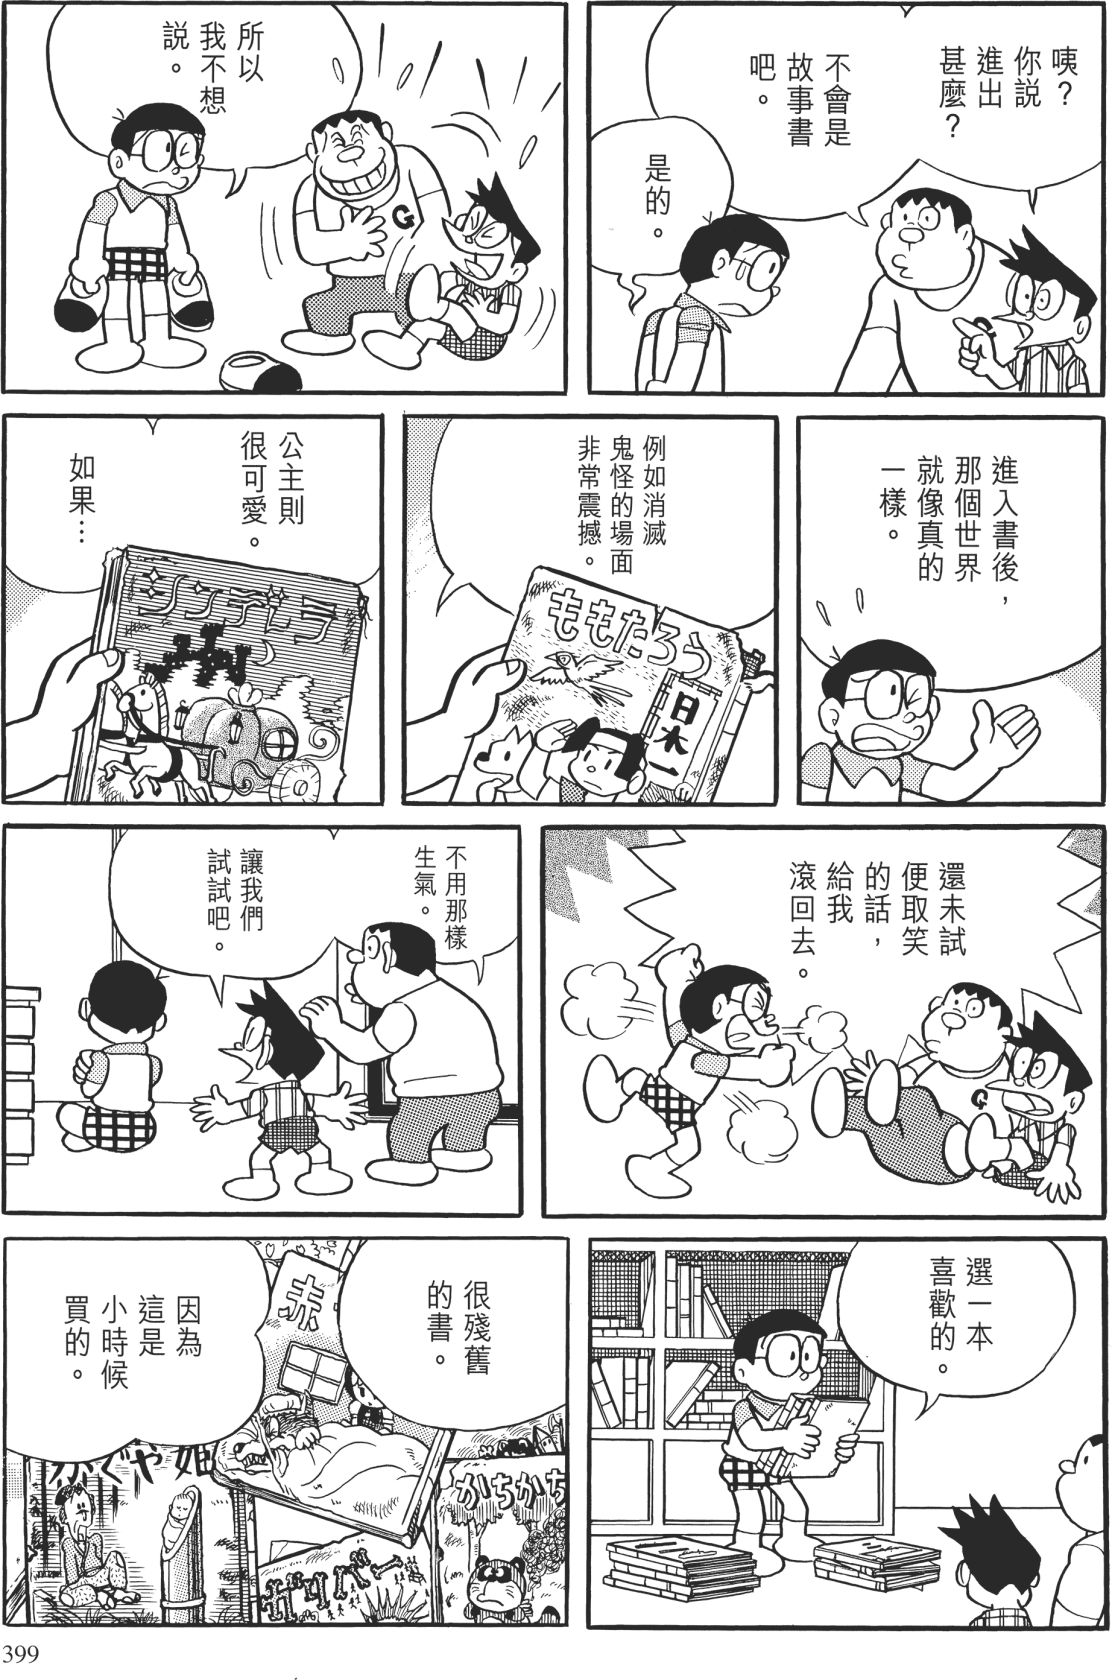 咦？
你説
進出
甚麼？
不會是
故事書
吧。
是的。
所以
我不想
説。
進入書後，
那個世界
就像真的
一樣。
例如消滅
鬼怪的場面
非常震撼。
ももたろう
日本一
公主則
很可愛。
如果…
シンデレラ
還未試
便取笑
的話，
給我
滾回去。
不用那樣
生氣。
讓我們
試試吧。
選一本
喜歡的。
很殘舊
的書。
因為
這是
小時候
買的。
赤
ぐや姫
かちかち
ガリバー
399